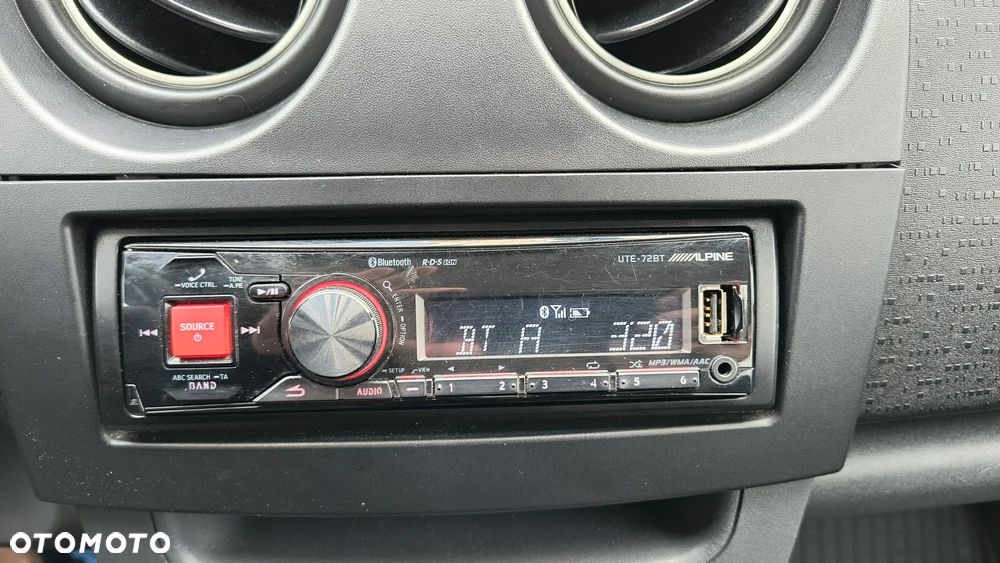 Bluetooth R·D·S EON UTE-72BT ALPINE
VOICE CTRL. TUNE A.ME
SOURCE
ENTER OPTION
BT A 320
ABC SEARCH TA SETUP VIEW MP3/WMA/AAC
BAND
AUDIO 1 2 3 4 5 6
OTOMOTO